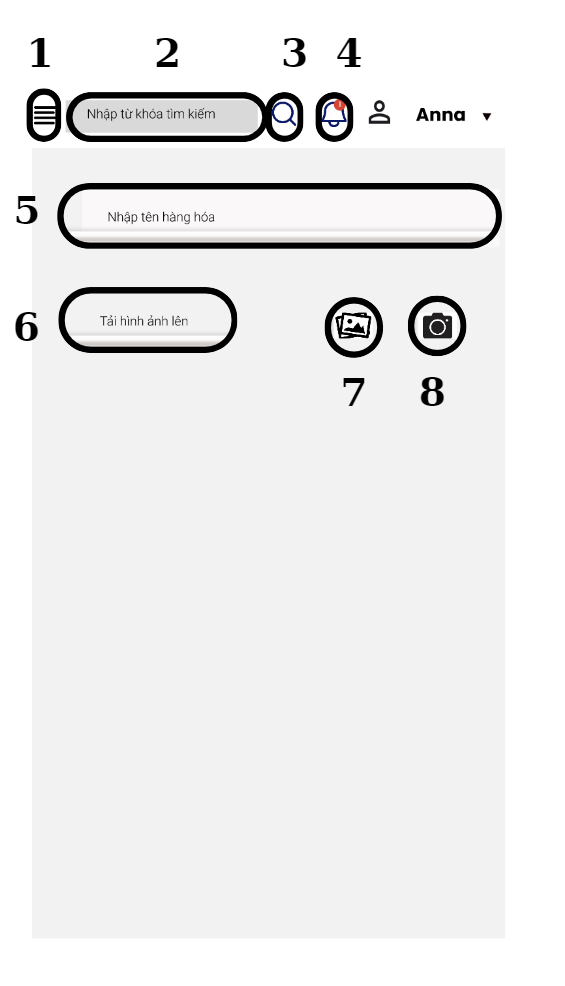 1 2 3 4
Nhập từ khóa tìm kiếm
Anna
5
Nhập tên hàng hóa
6
Tải hình ảnh lên
7 8